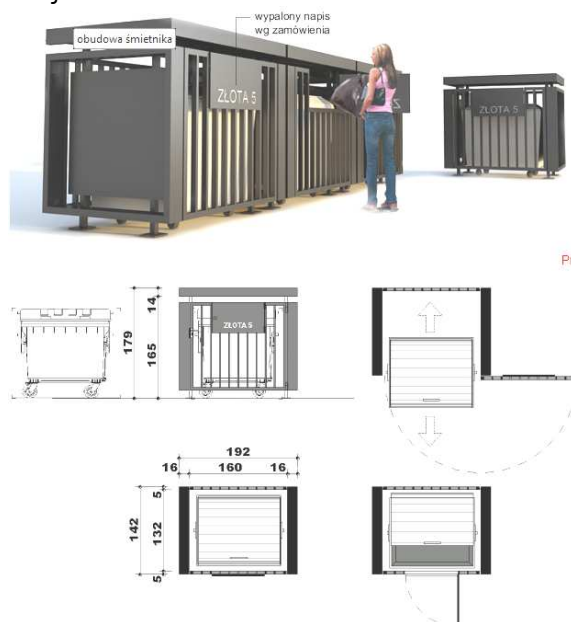 wypalony napis
wg zamówienia
obudowa śmietnika
ZŁOTA 5
ZŁOTA 5
179
14
165
ZŁOTA 5
192
16
160
16
142
5
132
5